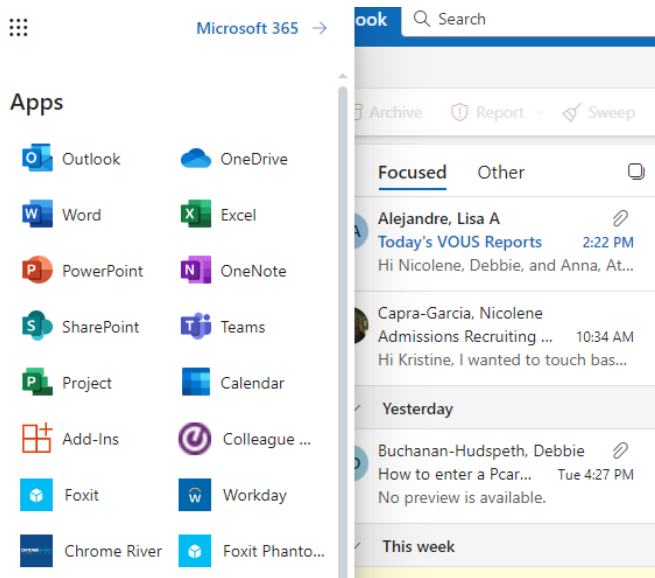 Microsoft 365
Apps
Outlook
OneDrive
Word
Excel
PowerPoint
OneNote
SharePoint
Teams
Project
Calendar
Add-Ins
Colleague ...
Foxit
Workday
Chrome River
Foxit Phanto...
ook
Search
Archive
Report
Sweep
Focused
Other
Alejandre, Lisa A
Today's VOUS Reports 2:22 PM
Hi Nicolene, Debbie, and Anna, At...
Capra-Garcia, Nicolene
Admissions Recruiting ... 10:34 AM
Hi Kristine, I wanted to touch bas...
Yesterday
Buchanan-Hudspeth, Debbie
How to enter a Pcar... Tue 4:27 PM
No preview is available.
This week